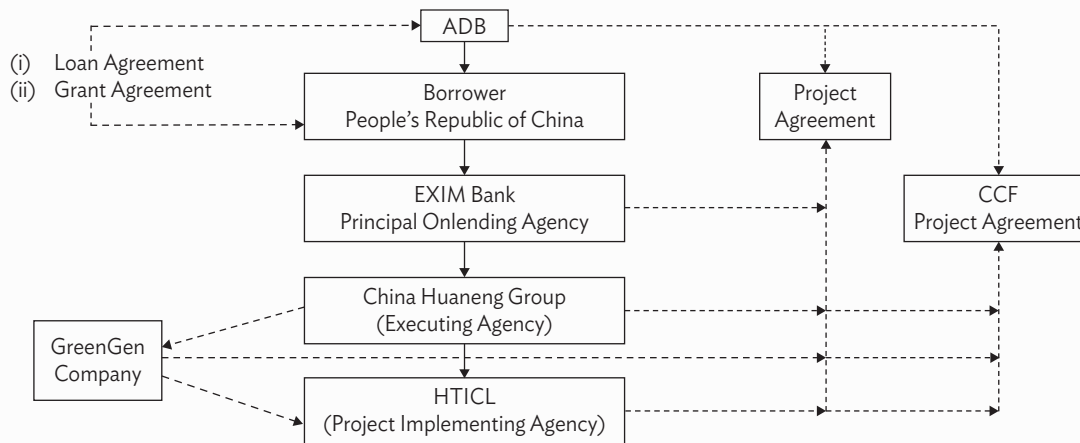 ADB
(i) Loan Agreement
(ii) Grant Agreement
Borrower
People’s Republic of China
Project
Agreement
EXIM Bank
Principal Onlending Agency
CCF
Project Agreement
China Huaneng Group
(Executing Agency)
GreenGen
Company
HTICL
(Project Implementing Agency)